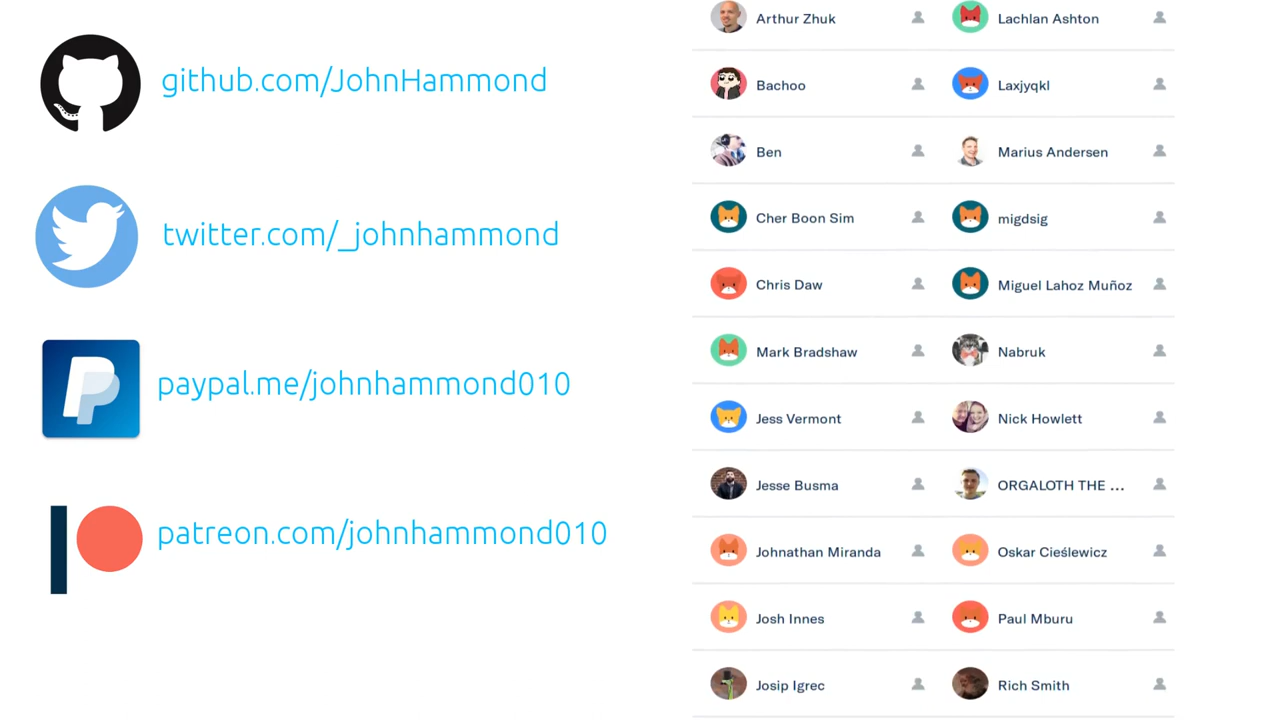 github.com/JohnHammond
twitter.com/_johnhammond
paypal.me/johnhammond010
patreon.com/johnhammond010
Arthur Zhuk
Lachlan Ashton
Bachoo
Laxjyqkl
Ben
Marius Andersen
Cher Boon Sim
migdsig
Chris Daw
Miguel Lahoz Muñoz
Mark Bradshaw
Nabruk
Jess Vermont
Nick Howlett
Jesse Busma
ORGALOTH THE ...
Johnathan Miranda
Oskar Cieślewicz
Josh Innes
Paul Mburu
Josip Igrec
Rich Smith